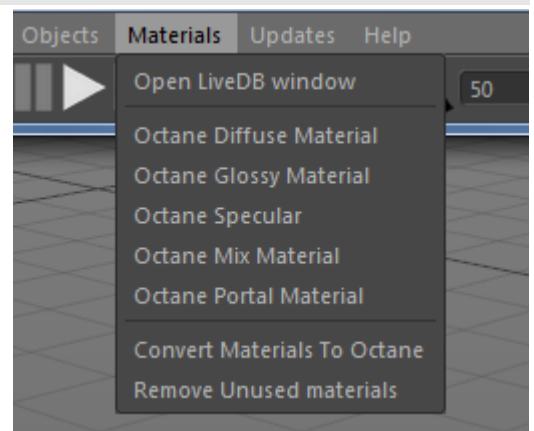 Objects Materials Updates Help
Open LiveDB window
50
Octane Diffuse Material
Octane Glossy Material
Octane Specular
Octane Mix Material
Octane Portal Material
Convert Materials To Octane
Remove Unused materials